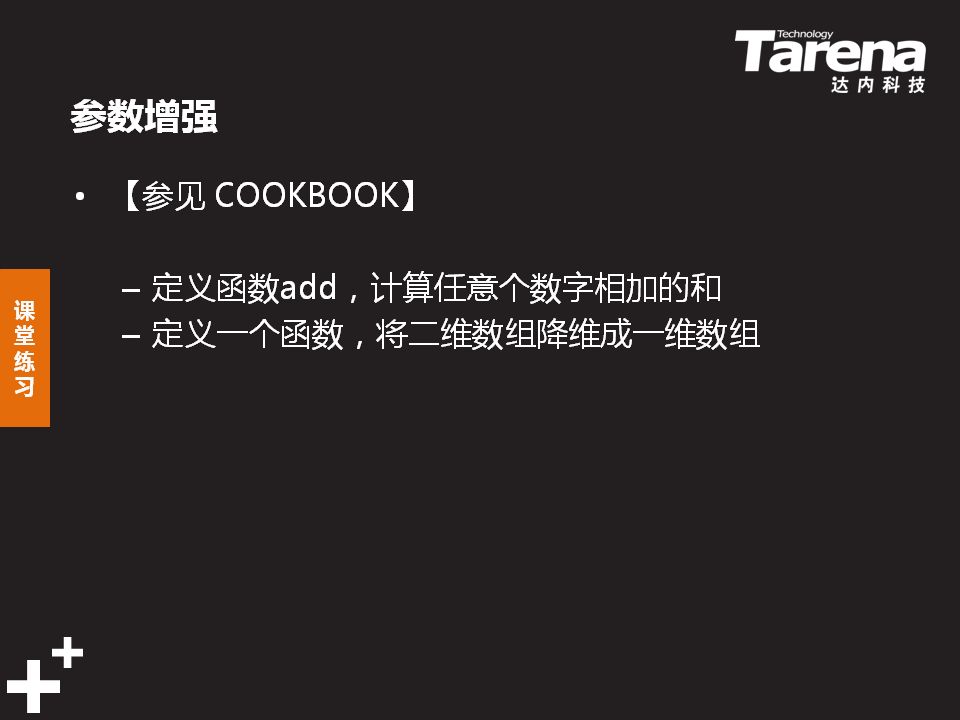 Technology
Tarena
达内科技
参数增强
• 【参见 COOKBOOK】
– 定义函数add，计算任意个数字相加的和
– 定义一个函数，将二维数组降维成一维数组
课
堂
练
习